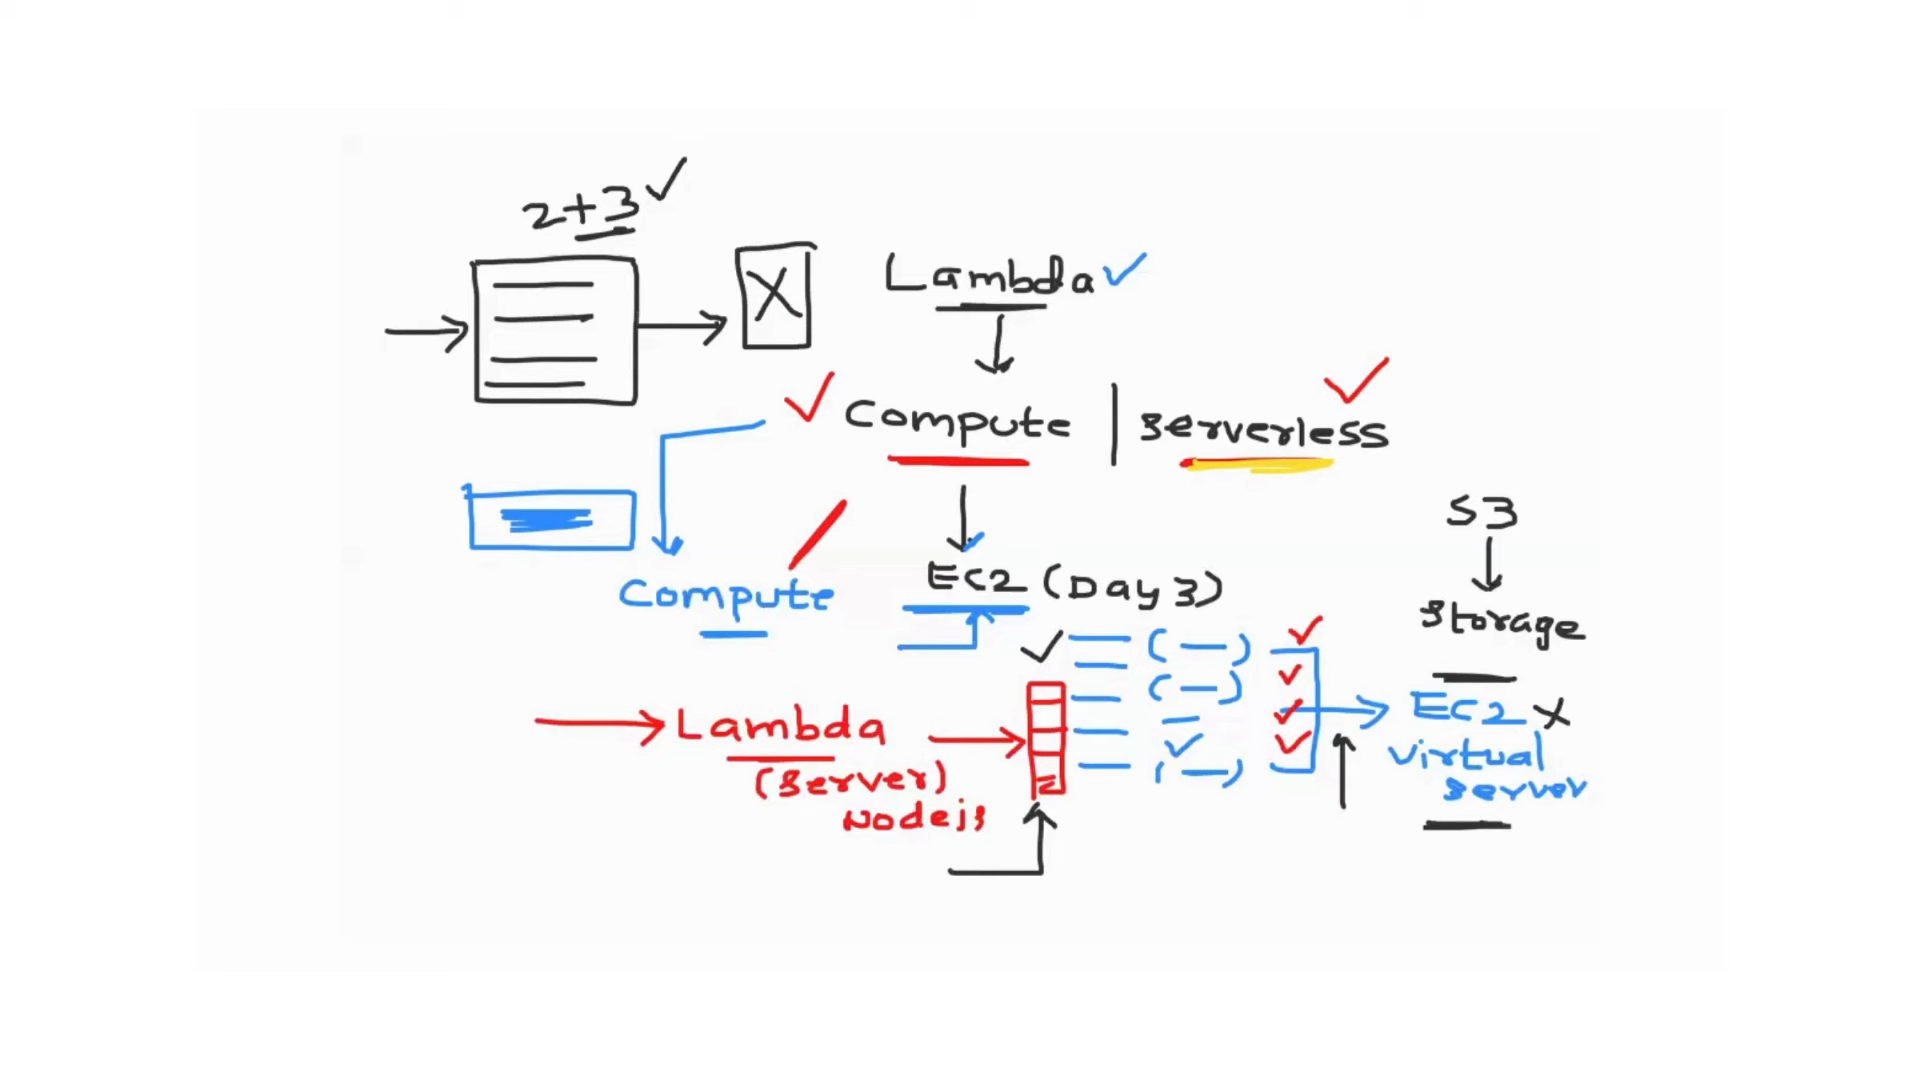 2+3
Lambda
Compute | Serverless
S3
Compute
EC2 (Day 3)
Storage
Lambda
(Server)
Nodejs
EC2 x
Virtual
Server